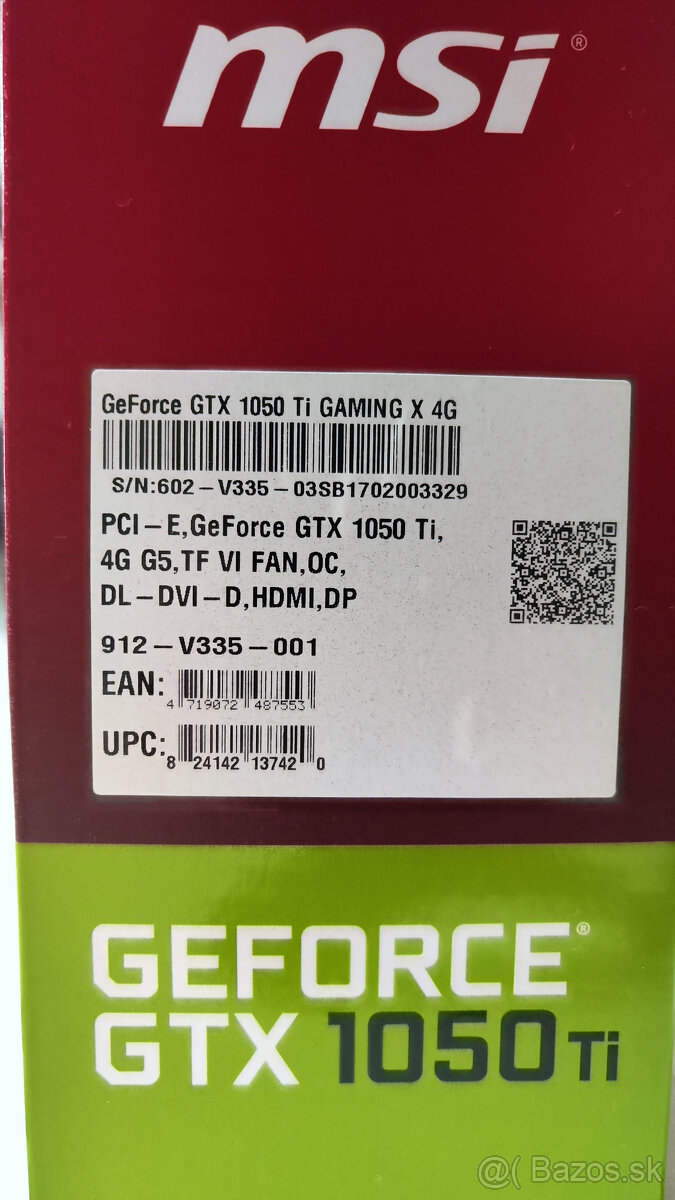 msi®
GeForce GTX 1050 Ti GAMING X 4G
S/N:602-V335-03SB1702003329
PCI-E,GeForce GTX 1050 Ti,
4G G5,TF VI FAN,OC,
DL-DVI-D,HDMI,DP
912-V335-001
EAN: 4 719072 487553
UPC: 8 24142 13742 0
GEFORCE®
GTX 1050 Ti
@( Bazos.sk